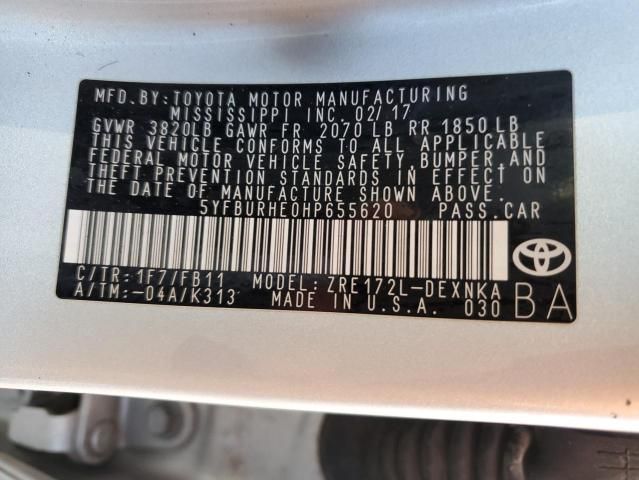 MFD. BY: TOYOTA MOTOR MANUFACTURING
MISSISSIPPI INC. 02/17
GVWR 3820LB GAWR FR 2070 LB RR 1850 LB
THIS VEHICLE CONFORMS TO ALL APPLICABLE
FEDERAL MOTOR VEHICLE SAFETY, BUMPER, AND
THEFT PREVENTION STANDARDS IN EFFECT ON
THE DATE OF MANUFACTURE SHOWN ABOVE.
5YFBURHE0HP655620 PASS.CAR
C/TR: 1F7/FB11 MODEL: ZRE172L-DEXNKA
A/TM: -04A/K313 MADE IN U.S.A. 030 BA